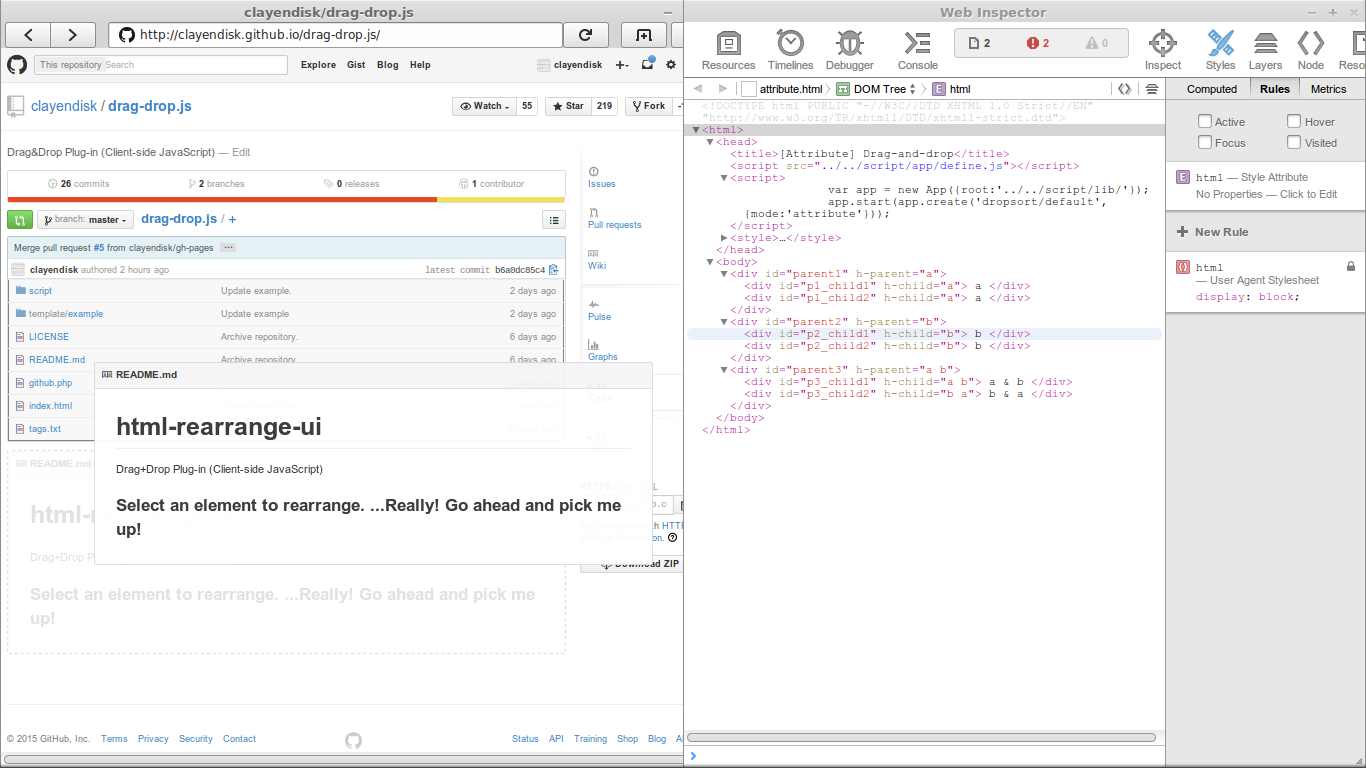 clayendisk/drag-drop.js
http://clayendisk.github.io/drag-drop.js/
This repository Search
Explore Gist Blog Help
clayendisk
clayendisk / drag-drop.js
Watch 55 Star 219 Fork
Drag&Drop Plug-in (Client-side JavaScript) — Edit
26 commits 2 branches 0 releases 1 contributor
branch: master drag-drop.js / +
Merge pull request #5 from clayendisk/gh-pages ...
clayendisk authored 2 hours ago latest commit b6a0dc85c4
script Update example. 2 days ago
template/example Update example 2 days ago
LICENSE Archive repository. 6 days ago
README.md Archive repository. 6 days ago
github.php
index.html
tags.txt
Issues
Pull requests
Wiki
Pulse
Graphs
Code
README.md
html-rearrange-ui
Drag+Drop Plug-in (Client-side JavaScript)
Select an element to rearrange. ...Really! Go ahead and pick me
up!
README.md
html-r
Drag+Drop P
Select an element to rearrange. ...Really! Go ahead and pick me
up!
HTTPS
Download ZIP
© 2015 GitHub, Inc. Terms Privacy Security Contact
Status API Training Shop Blog
Web Inspector
Resources Timelines Debugger Console
2 2 0
Inspect Styles Layers Node Resou
attribute.html DOM Tree html
Computed Rules Metrics
<!DOCTYPE html PUBLIC "-//W3C//DTD XHTML 1.0 Strict//EN"
"http://www.w3.org/TR/xhtml1/DTD/xhtml1-strict.dtd">
<html>
<head>
<title>[Attribute] Drag-and-drop</title>
<script src="../../script/app/define.js"></script>
<script>
var app = new App({root:'../../script/lib/'});
app.start(app.create('dropsort/default',
{mode:'attribute'}));
</script>
<style>…</style>
</head>
<body>
<div id="parent1" h-parent="a">
<div id="p1_child1" h-child="a"> a </div>
<div id="p1_child2" h-child="a"> a </div>
</div>
<div id="parent2" h-parent="b">
<div id="p2_child1" h-child="b"> b </div>
<div id="p2_child2" h-child="b"> b </div>
</div>
<div id="parent3" h-parent="a b">
<div id="p3_child1" h-child="a b"> a & b </div>
<div id="p3_child2" h-child="b a"> b & a </div>
</div>
</body>
</html>
Active Hover
Focus Visited
html — Style Attribute
No Properties — Click to Edit
New Rule
html
— User Agent Stylesheet
display: block;